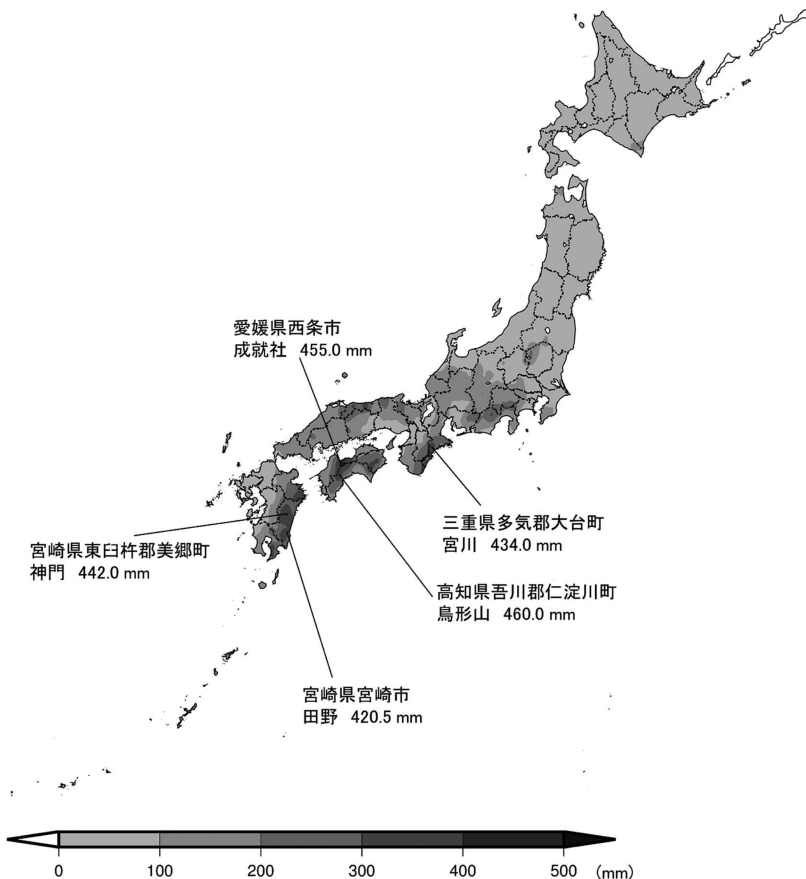 愛媛県西条市
成就社 455.0 mm
三重県多気郡大台町
宮川 434.0 mm
宮崎県東臼杵郡美郷町
神門 442.0 mm
高知県吾川郡仁淀川町
鳥形山 460.0 mm
宮崎県宮崎市
田野 420.5 mm
0 100 200 300 400 500 (mm)